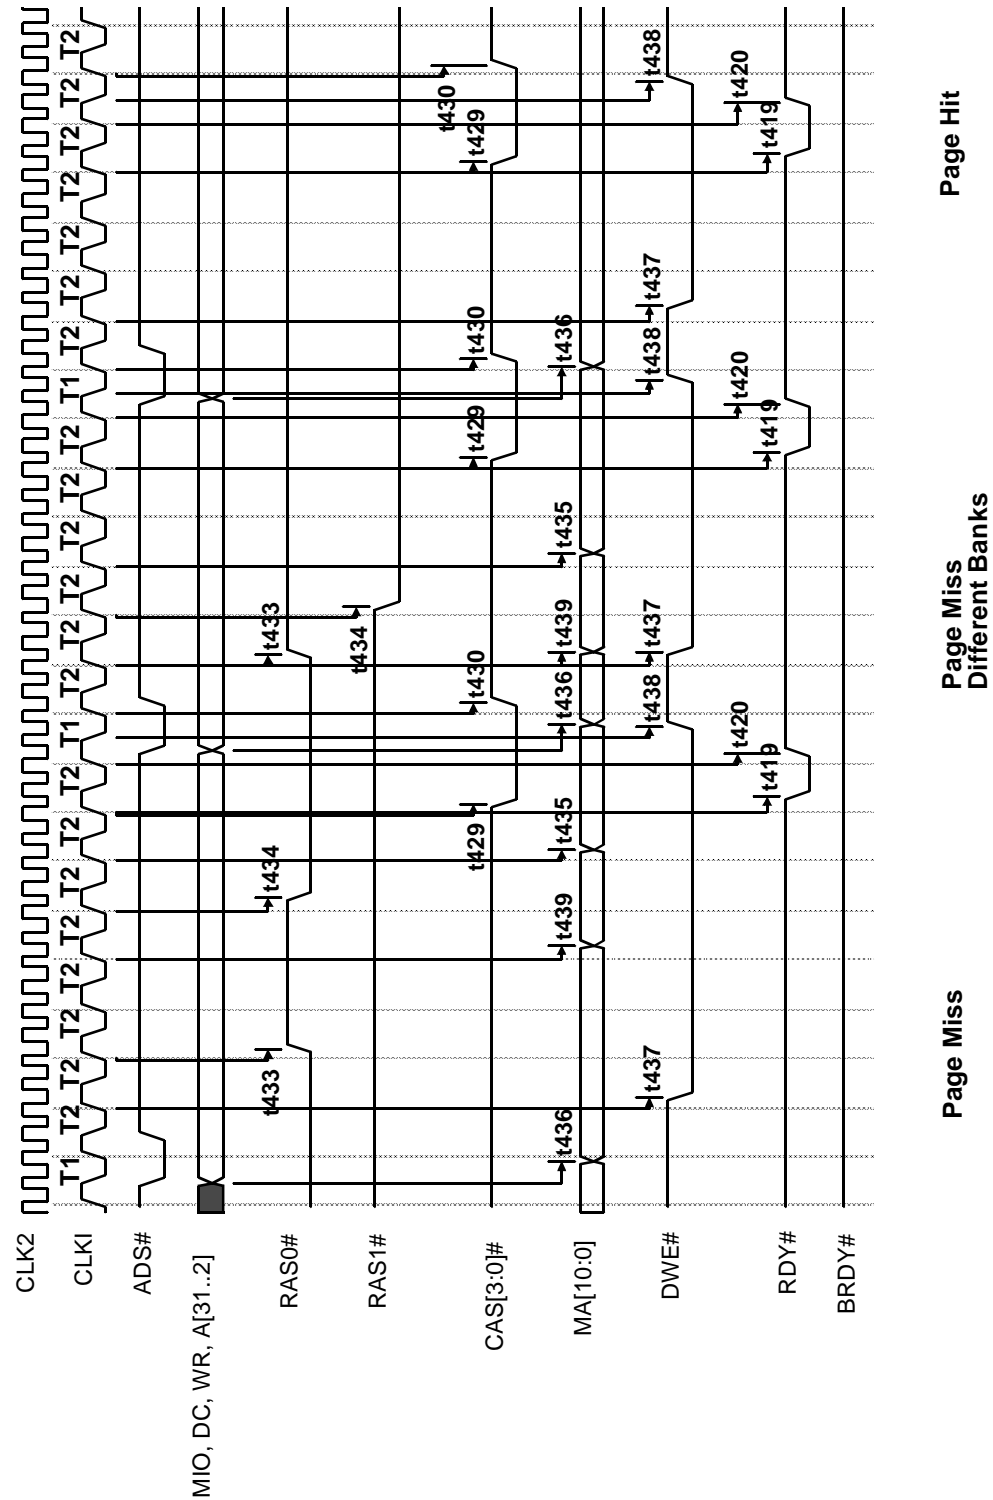 CLK2
T1 T2 T2 T2 T2 T2 T2 T2 T2 T1 T2 T2 T2 T2 T2 T2 T1 T2 T2 T2 T2 T2 T2 T2
CLKI
ADS#
MIO, DC, WR, A[31..2]
t433 t434 t433
RAS0#
t434
RAS1#
t430
t429 t430 t429 t430 t429
CAS[3:0]#
t436 t439 t435 t436 t439 t435 t436
MA[10:0]
t437 t438 t437 t438 t437 t438
DWE#
t420 t420 t420
t419 t419 t419
RDY#
BRDY#
Page Miss
Page Miss
Different Banks
Page Hit